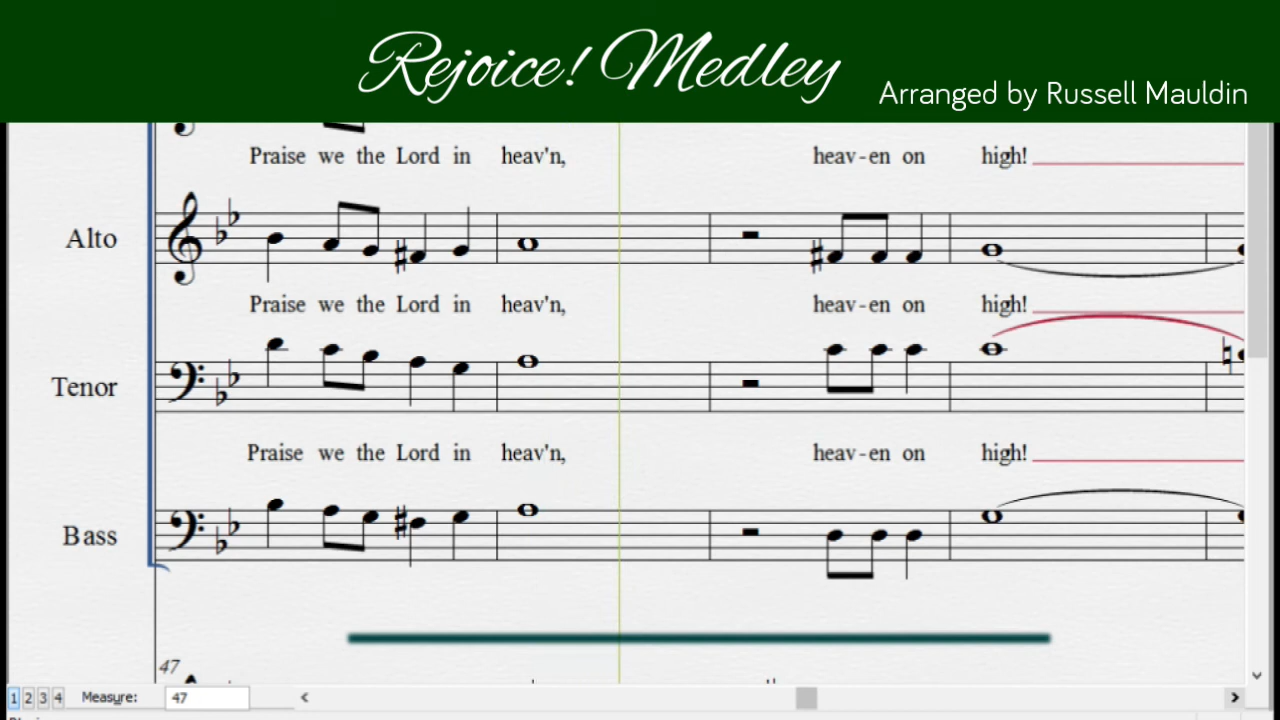 Rejoice! Medley
Arranged by Russell Mauldin
Praise we the Lord in heav'n, heav-en on high!
Alto
Praise we the Lord in heav'n, heav-en on high!
Tenor
Praise we the Lord in heav'n, heav-en on high!
Bass
47
1 2 3 4 Measure: 47